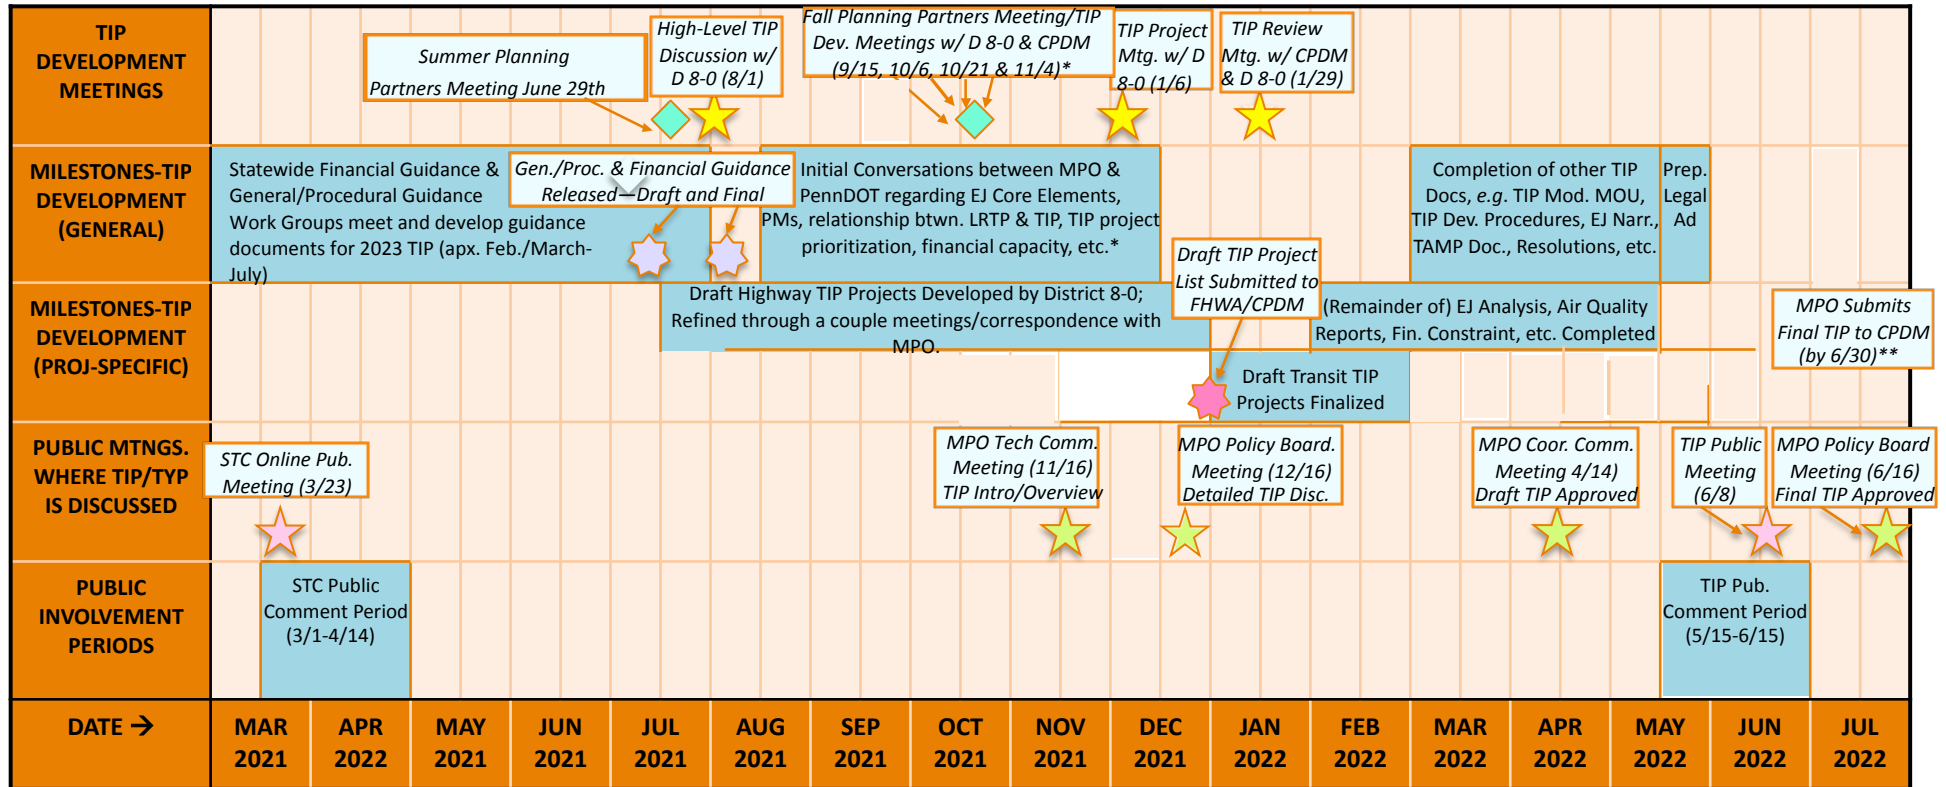 TIP
DEVELOPMENT
MEETINGS
Summer Planning
Partners Meeting June 29th
High-Level TIP
Discussion w/
D 8-0 (8/1)
Fall Planning Partners Meeting/TIP
Dev. Meetings w/ D 8-0 & CPDM
(9/15, 10/6, 10/21 & 11/4)*
TIP Project
Mtg. w/ D
8-0 (1/6)
TIP Review
Mtg. w/ CPDM
& D 8-0 (1/29)
MILESTONES-TIP
DEVELOPMENT
(GENERAL)
Statewide Financial Guidance &
General/Procedural Guidance
Work Groups meet and develop guidance
documents for 2023 TIP (apx. Feb./March-
July)
Gen./Proc. & Financial Guidance
Released—Draft and Final
Initial Conversations between MPO &
PennDOT regarding EJ Core Elements,
PMs, relationship btwn. LRTP & TIP, TIP project
prioritization, financial capacity, etc.*
Completion of other TIP
Docs, e.g. TIP Mod. MOU,
TIP Dev. Procedures, EJ Narr.,
TAMP Doc., Resolutions, etc.
Prep.
Legal
Ad
MILESTONES-TIP
DEVELOPMENT
(PROJ-SPECIFIC)
Draft Highway TIP Projects Developed by District 8-0;
Refined through a couple meetings/correspondence with
MPO.
Draft TIP Project
List Submitted to
FHWA/CPDM
(Remainder of) EJ Analysis, Air Quality
Reports, Fin. Constraint, etc. Completed
Draft Transit TIP
Projects Finalized
MPO Submits
Final TIP to CPDM
(by 6/30)**
PUBLIC MTNGS.
WHERE TIP/TYP
IS DISCUSSED
STC Online Pub.
Meeting (3/23)
MPO Tech Comm.
Meeting (11/16)
TIP Intro/Overview
MPO Policy Board.
Meeting (12/16)
Detailed TIP Disc.
MPO Coor. Comm.
Meeting 4/14)
Draft TIP Approved
TIP Public
Meeting
(6/8)
MPO Policy Board
Meeting (6/16)
Final TIP Approved
PUBLIC
INVOLVEMENT
PERIODS
STC Public
Comment Period
(3/1-4/14)
TIP Pub.
Comment Period
(5/15-6/15)
DATE →
MAR
2021
APR
2022
MAY
2021
JUN
2021
JUL
2021
AUG
2021
SEP
2021
OCT
2021
NOV
2021
DEC
2021
JAN
2022
FEB
2022
MAR
2022
APR
2022
MAY
2022
JUN
2022
JUL
2022